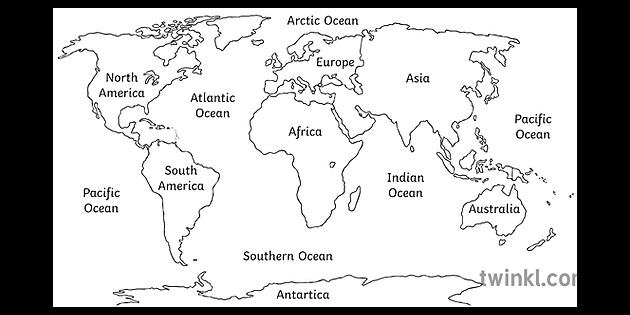 Arctic Ocean
Europe
Asia
North
America
Atlantic
Ocean
Africa
Pacific
Ocean
South
America
Indian
Ocean
Pacific
Ocean
Australia
Southern Ocean
Antartica
twinkl.com